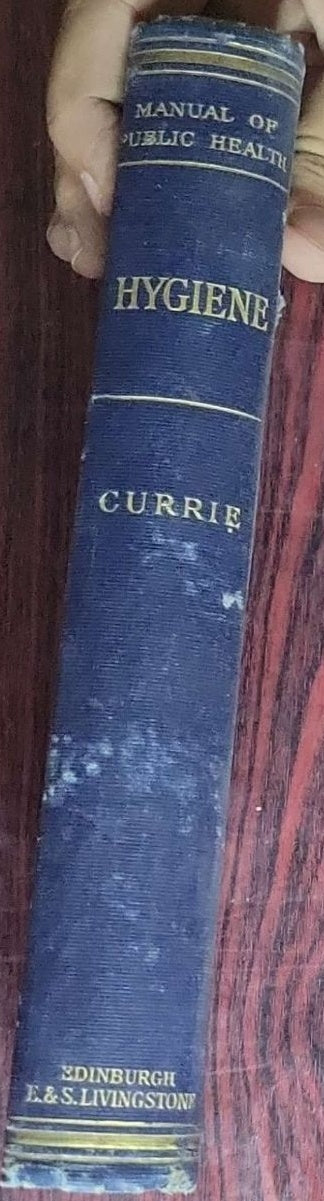 MANUAL OF
PUBLIC HEALTH
HYGIENE
CURRIE
EDINBURGH
E. & S. LIVINGSTONE